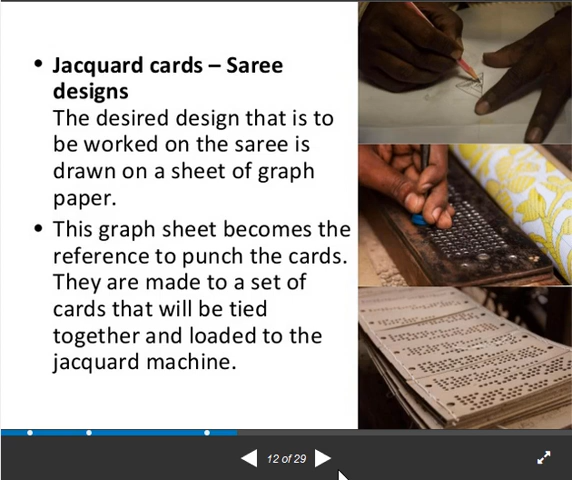 • Jacquard cards – Saree
designs
The desired design that is to
be worked on the saree is
drawn on a sheet of graph
paper.
• This graph sheet becomes the
reference to punch the cards.
They are made to a set of
cards that will be tied
together and loaded to the
jacquard machine.
12 of 29